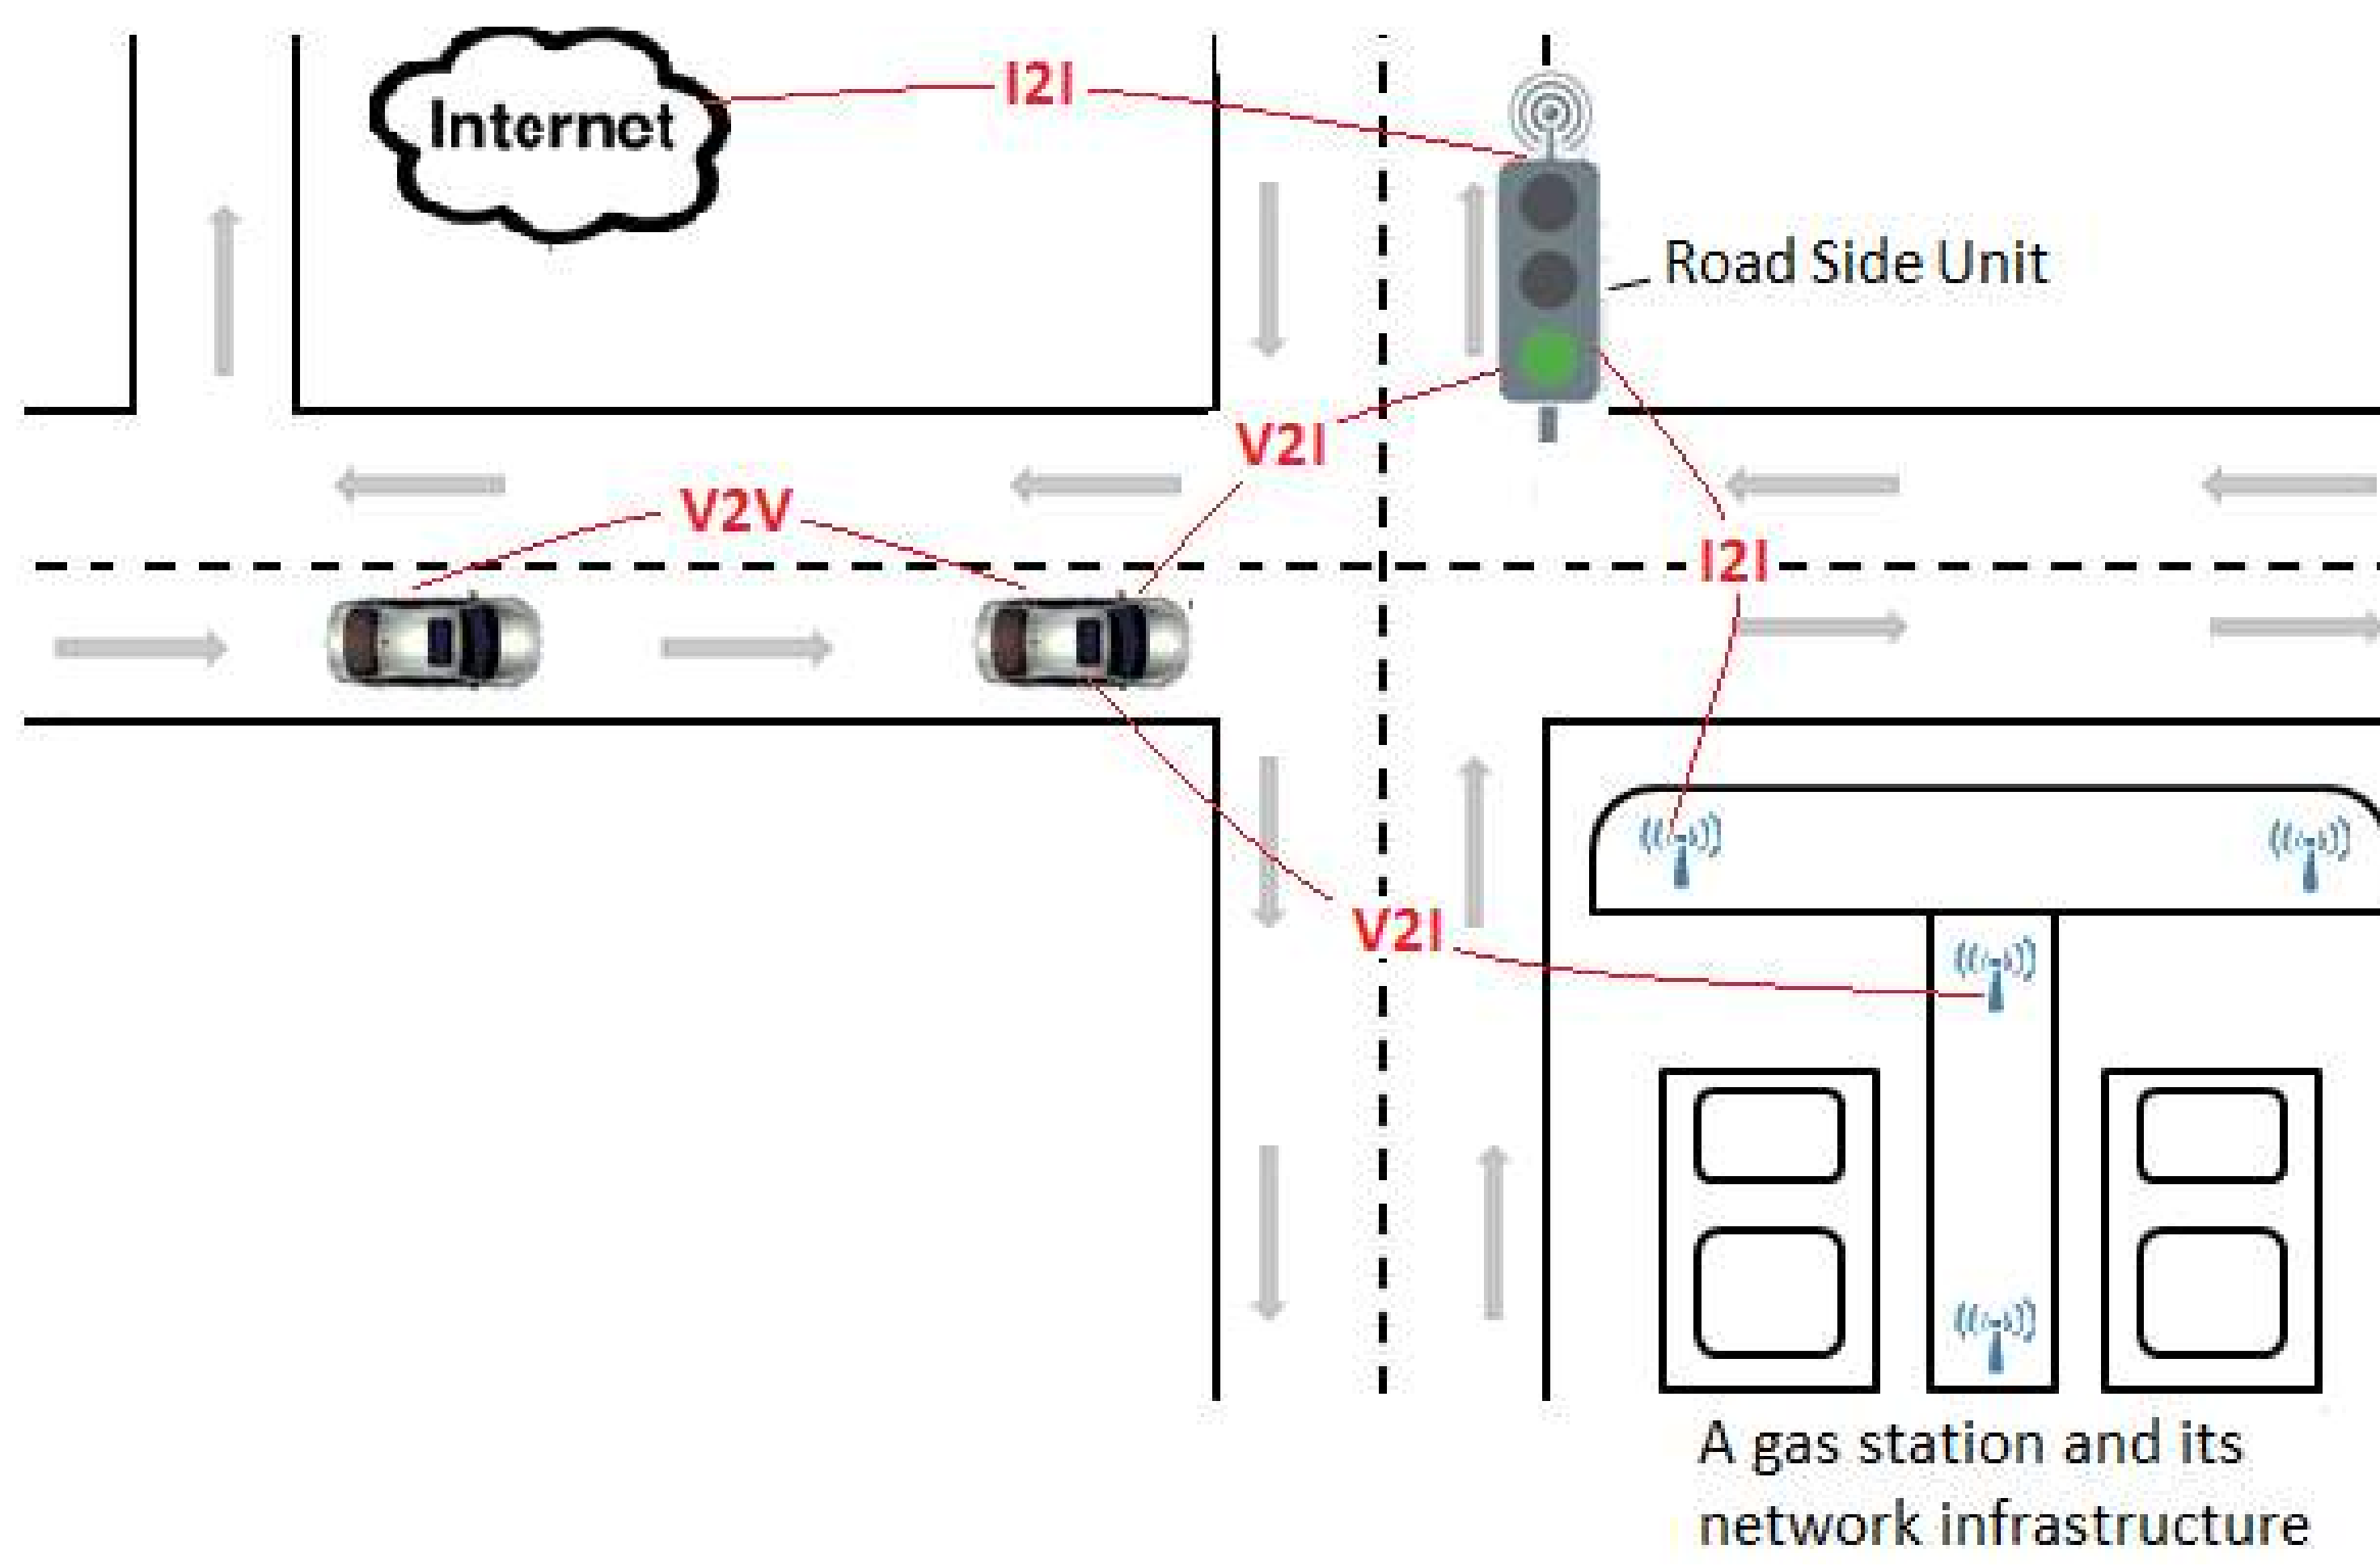 Internet
I2I
Road Side Unit
V2I
V2V
I2I
V2I
A gas station and its
network infrastructure